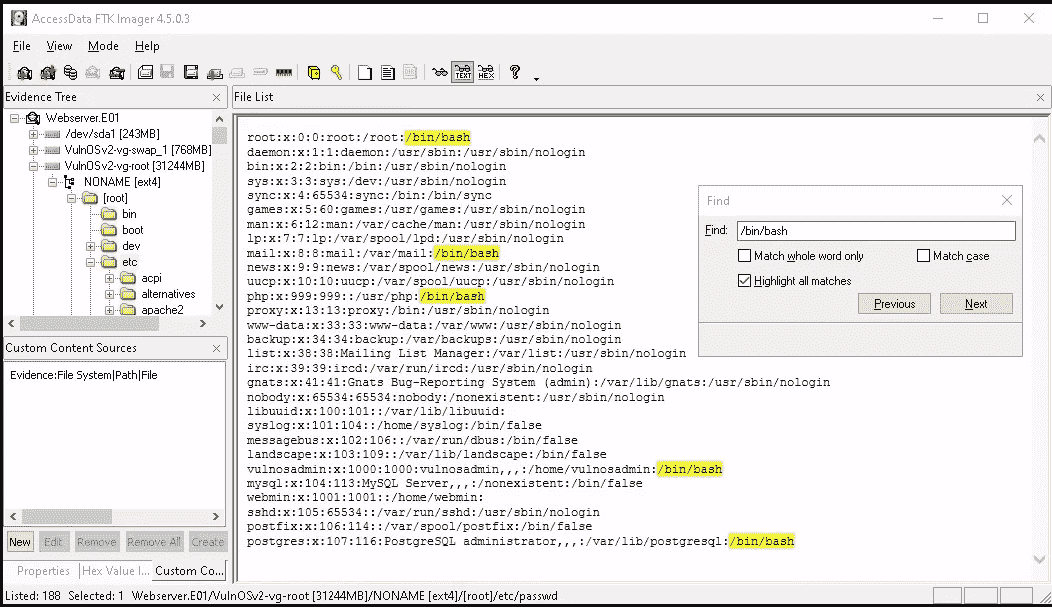 AccessData FTK Imager 4.5.0.3
File View Mode Help
TEXT HEX
Evidence Tree
Webserver.E01
/dev/sda1 [243MB]
VulnOSv2-vg-swap_1 [768MB]
VulnOSv2-vg-root [31244MB]
NONAME [ext4]
[root]
bin
boot
dev
etc
acpi
alternatives
apache2
Custom Content Sources
Evidence:File System|Path|File
New Edit Remove Remove All Create
Properties Hex Value I... Custom Co...
File List
root:x:0:0:root:/root:/bin/bash
daemon:x:1:1:daemon:/usr/sbin:/usr/sbin/nologin
bin:x:2:2:bin:/bin:/usr/sbin/nologin
sys:x:3:3:sys:/dev:/usr/sbin/nologin
sync:x:4:65534:sync:/bin:/bin/sync
games:x:5:60:games:/usr/games:/usr/sbin/nologin
man:x:6:12:man:/var/cache/man:/usr/sbin/nologin
lp:x:7:7:lp:/var/spool/lpd:/usr/sbin/nologin
mail:x:8:8:mail:/var/mail:/bin/bash
news:x:9:9:news:/var/spool/news:/usr/sbin/nologin
uucp:x:10:10:uucp:/var/spool/uucp:/usr/sbin/nologin
php:x:999:999::/usr/php:/bin/bash
proxy:x:13:13:proxy:/bin:/usr/sbin/nologin
www-data:x:33:33:www-data:/var/www:/usr/sbin/nologin
backup:x:34:34:backup:/var/backups:/usr/sbin/nologin
list:x:38:38:Mailing List Manager:/var/list:/usr/sbin/nologin
irc:x:39:39:ircd:/var/run/ircd:/usr/sbin/nologin
gnats:x:41:41:Gnats Bug-Reporting System (admin):/var/lib/gnats:/usr/sbin/nologin
nobody:x:65534:65534:nobody:/nonexistent:/usr/sbin/nologin
libuuid:x:100:101::/var/lib/libuuid:
syslog:x:101:104::/home/syslog:/bin/false
messagebus:x:102:106::/var/run/dbus:/bin/false
landscape:x:103:109::/var/lib/landscape:/bin/false
vulnosadmin:x:1000:1000:vulnosadmin,,,:/home/vulnosadmin:/bin/bash
mysql:x:104:113:MySQL Server,,,:/nonexistent:/bin/false
webmin:x:1001:1001::/home/webmin:
sshd:x:105:65534::/var/run/sshd:/usr/sbin/nologin
postfix:x:106:114::/var/spool/postfix:/bin/false
postgres:x:107:116:PostgreSQL administrator,,,:/var/lib/postgresql:/bin/bash
Find
Find: /bin/bash
Match whole word only Match case
Highlight all matches
Previous Next
Listed: 188 Selected: 1 Webserver.E01/VulnOSv2-vg-root [31244MB]/NONAME [ext4]/[root]/etc/passwd